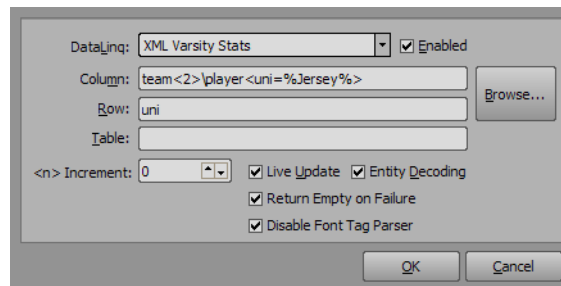 DataLinq: XML Varsity Stats Enabled
Column: team<2>\player<uni=%Jersey%>
Browse...
Row: uni
Table:
<n> Increment: 0 Live Update Entity Decoding
Return Empty on Failure
Disable Font Tag Parser
OK Cancel